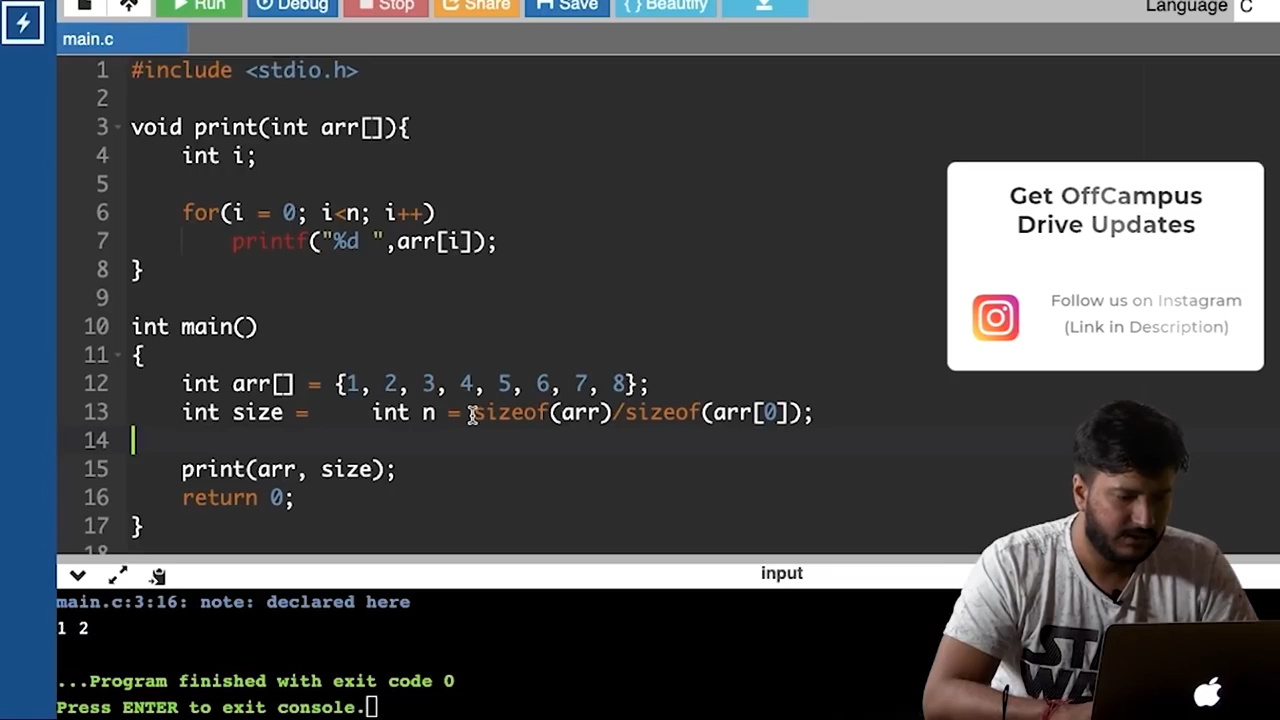 Run
Debug
Stop
Share
Save
{ } Beautify
Language C
main.c
1 #include <stdio.h>
2
3 void print(int arr[]){
4 int i;
5
6 for(i = 0; i<n; i++)
7 printf("%d ",arr[i]);
8 }
9
10 int main()
11 {
12 int arr[] = {1, 2, 3, 4, 5, 6, 7, 8};
13 int size = int n = sizeof(arr)/sizeof(arr[0]);
14
15 print(arr, size);
16 return 0;
17 }
18
Get OffCampus
Drive Updates
Follow us on Instagram
(Link in Description)
input
main.c:3:16: note: declared here
1 2
...Program finished with exit code 0
Press ENTER to exit console.
STAR
WA